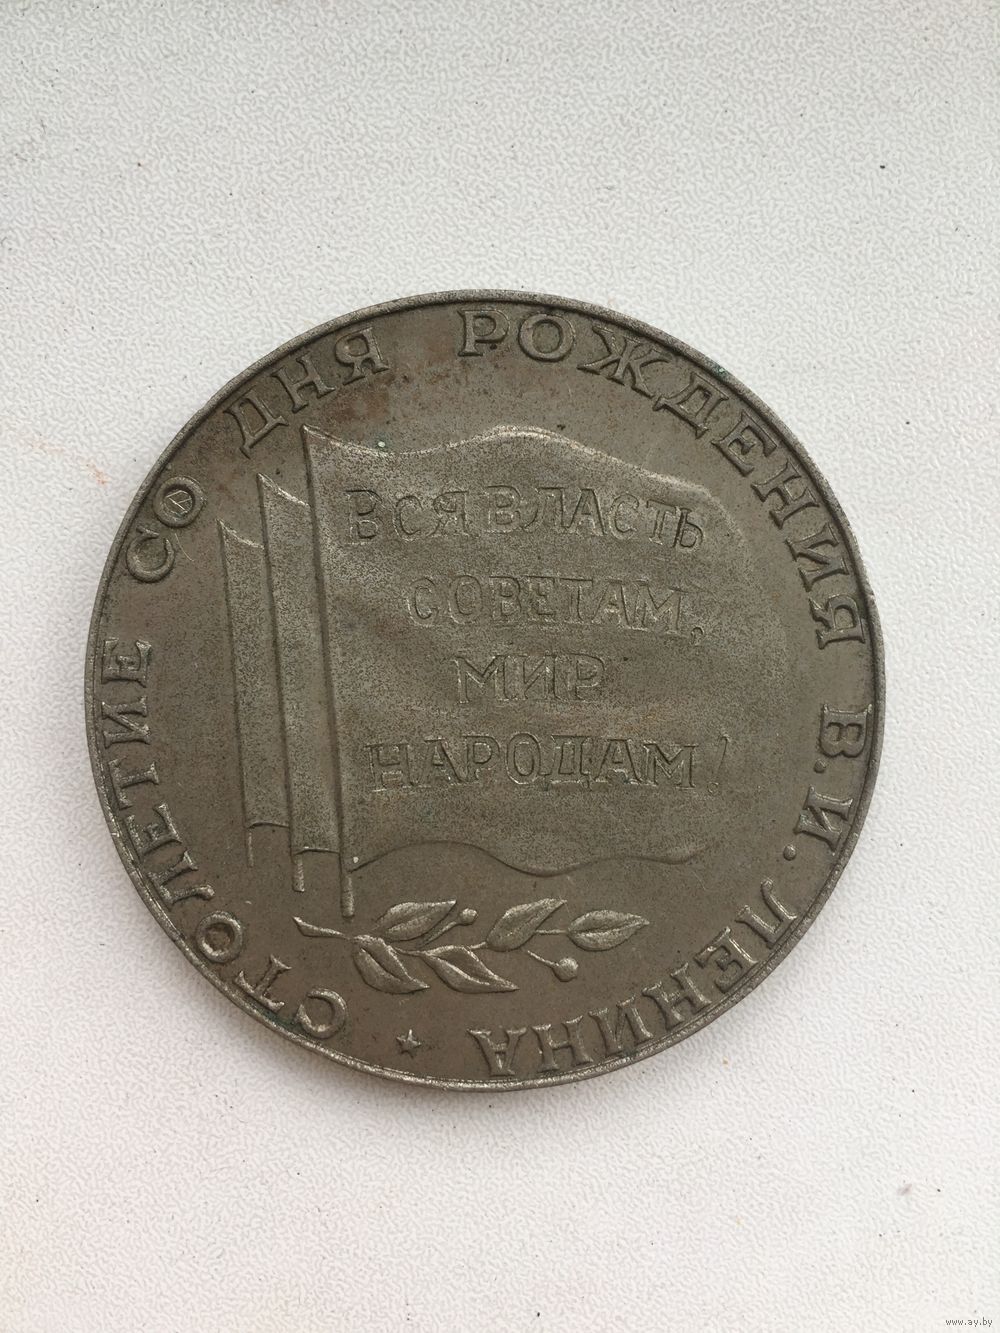 СТОЛЕТИЕ СО ДНЯ РОЖДЕНИЯ В.И.ЛЕНИНА
ВСЯ ВЛАСТЬ
СОВЕТАМ,
МИР
НАРОДАМ!
www.ay.by